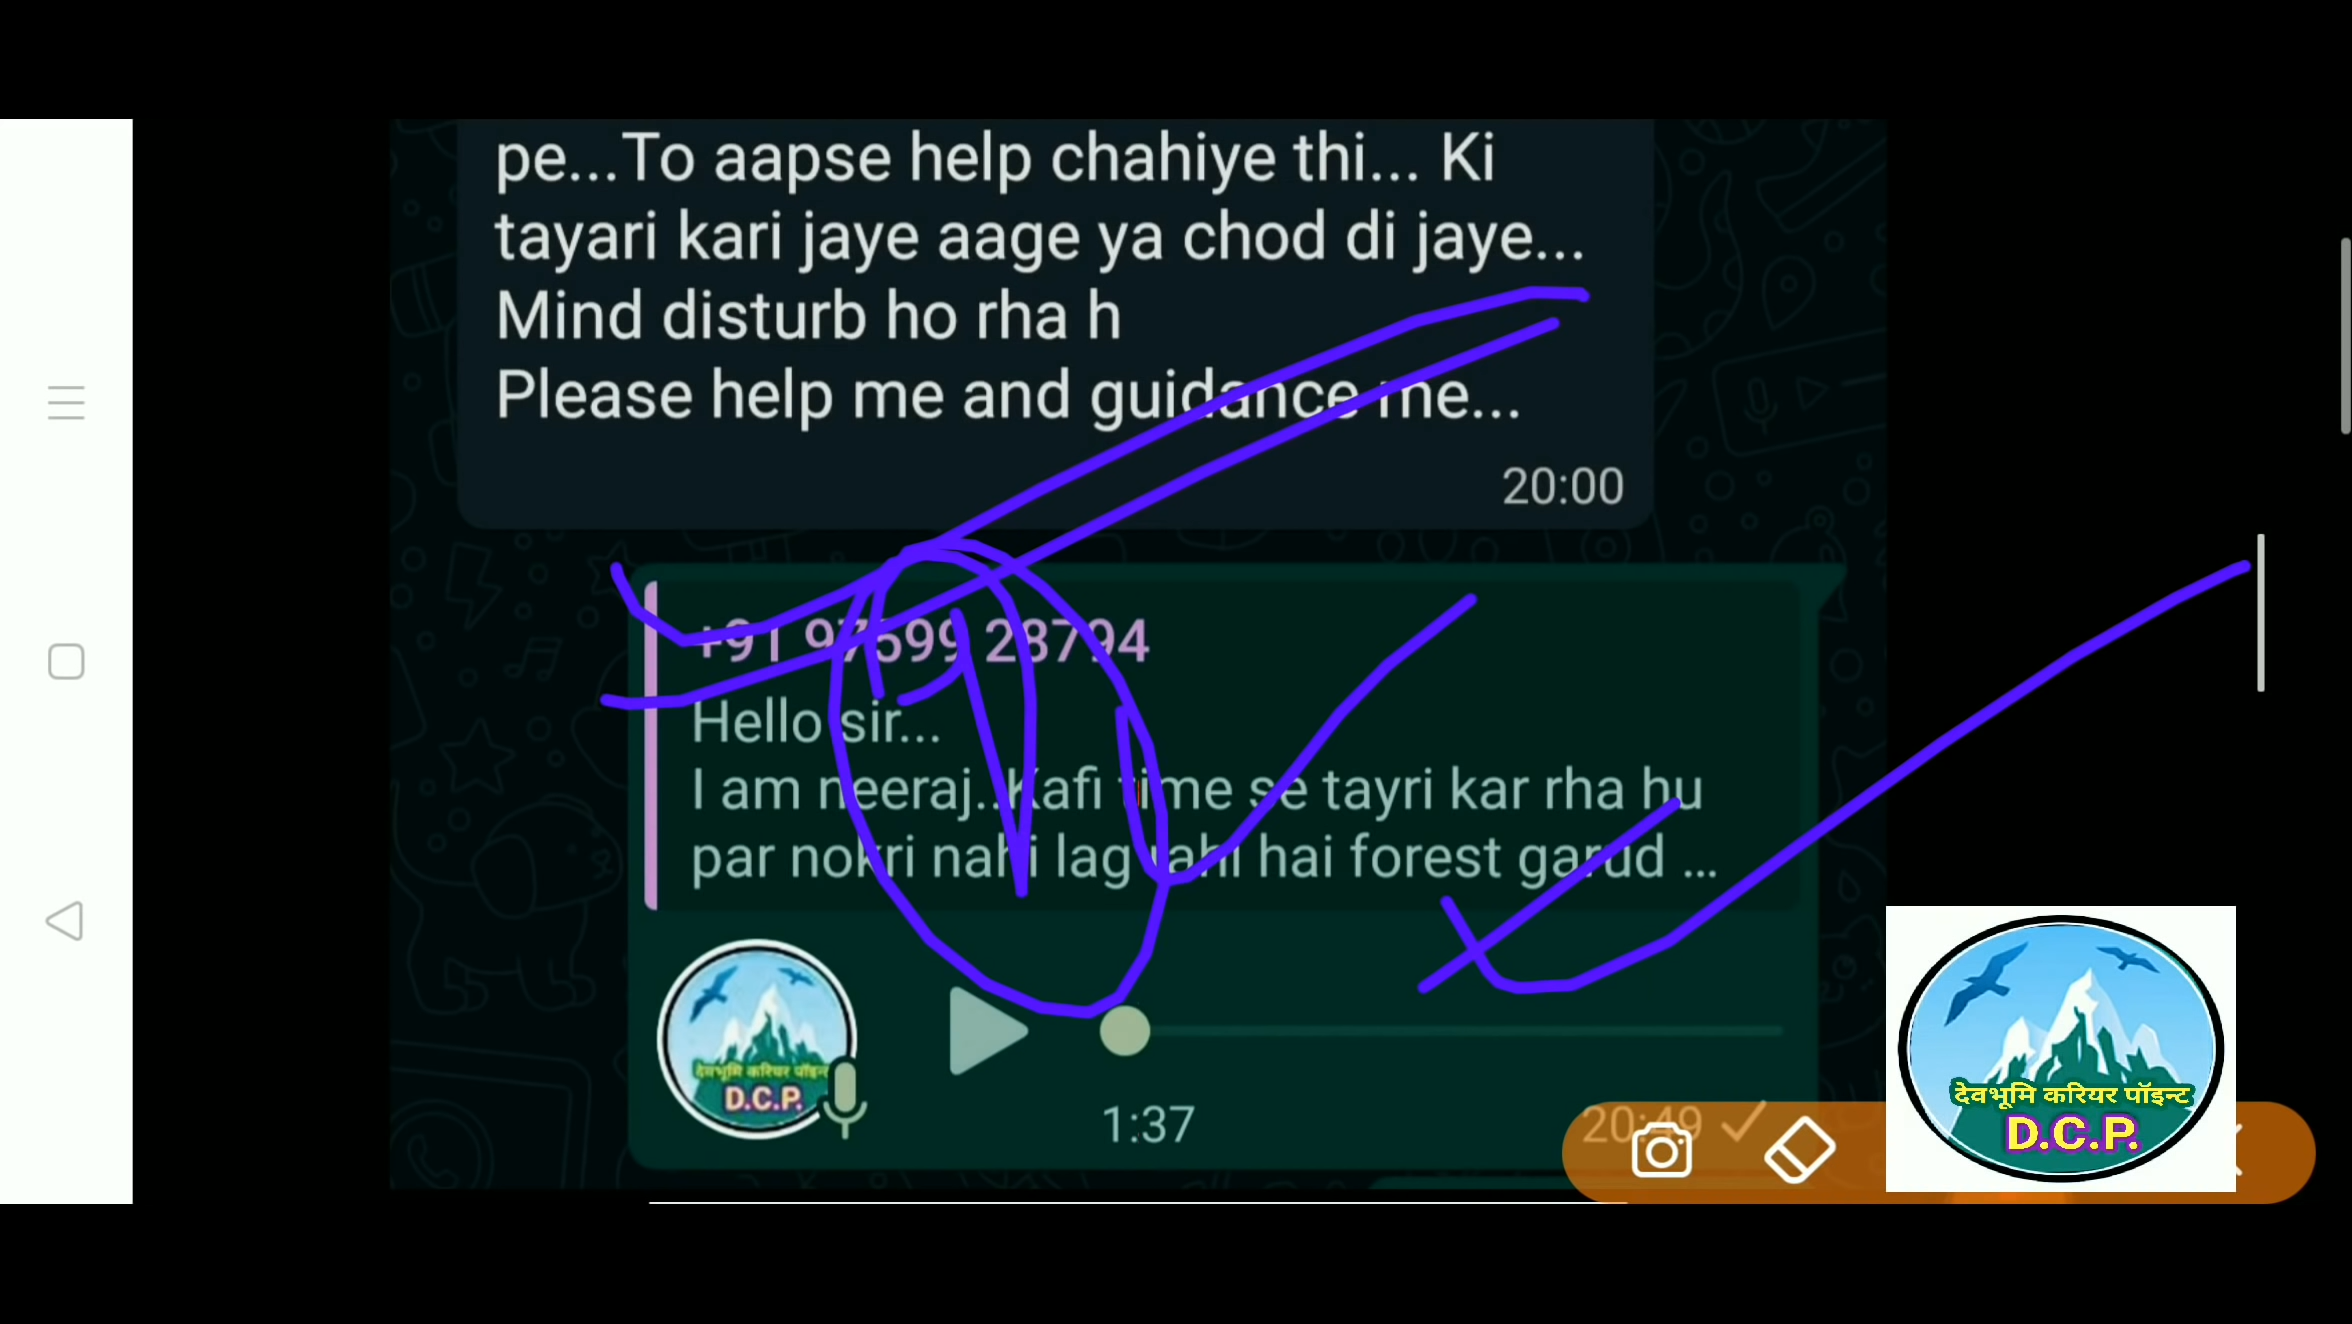 pe...To aapse help chahiye thi... Ki
tayari kari jaye aage ya chod di jaye...
Mind disturb ho rha h
Please help me and guidance me...
20:00
+91 97599 28794
Hello sir...
I am neeraj..Kafi time se tayri kar rha hu
par nokri nahi lag rahi hai forest garud ...
देवभूमि करियर पॉइन्ट
D.C.P.
1:37
20:49
देवभूमि करियर पॉइन्ट
D.C.P.